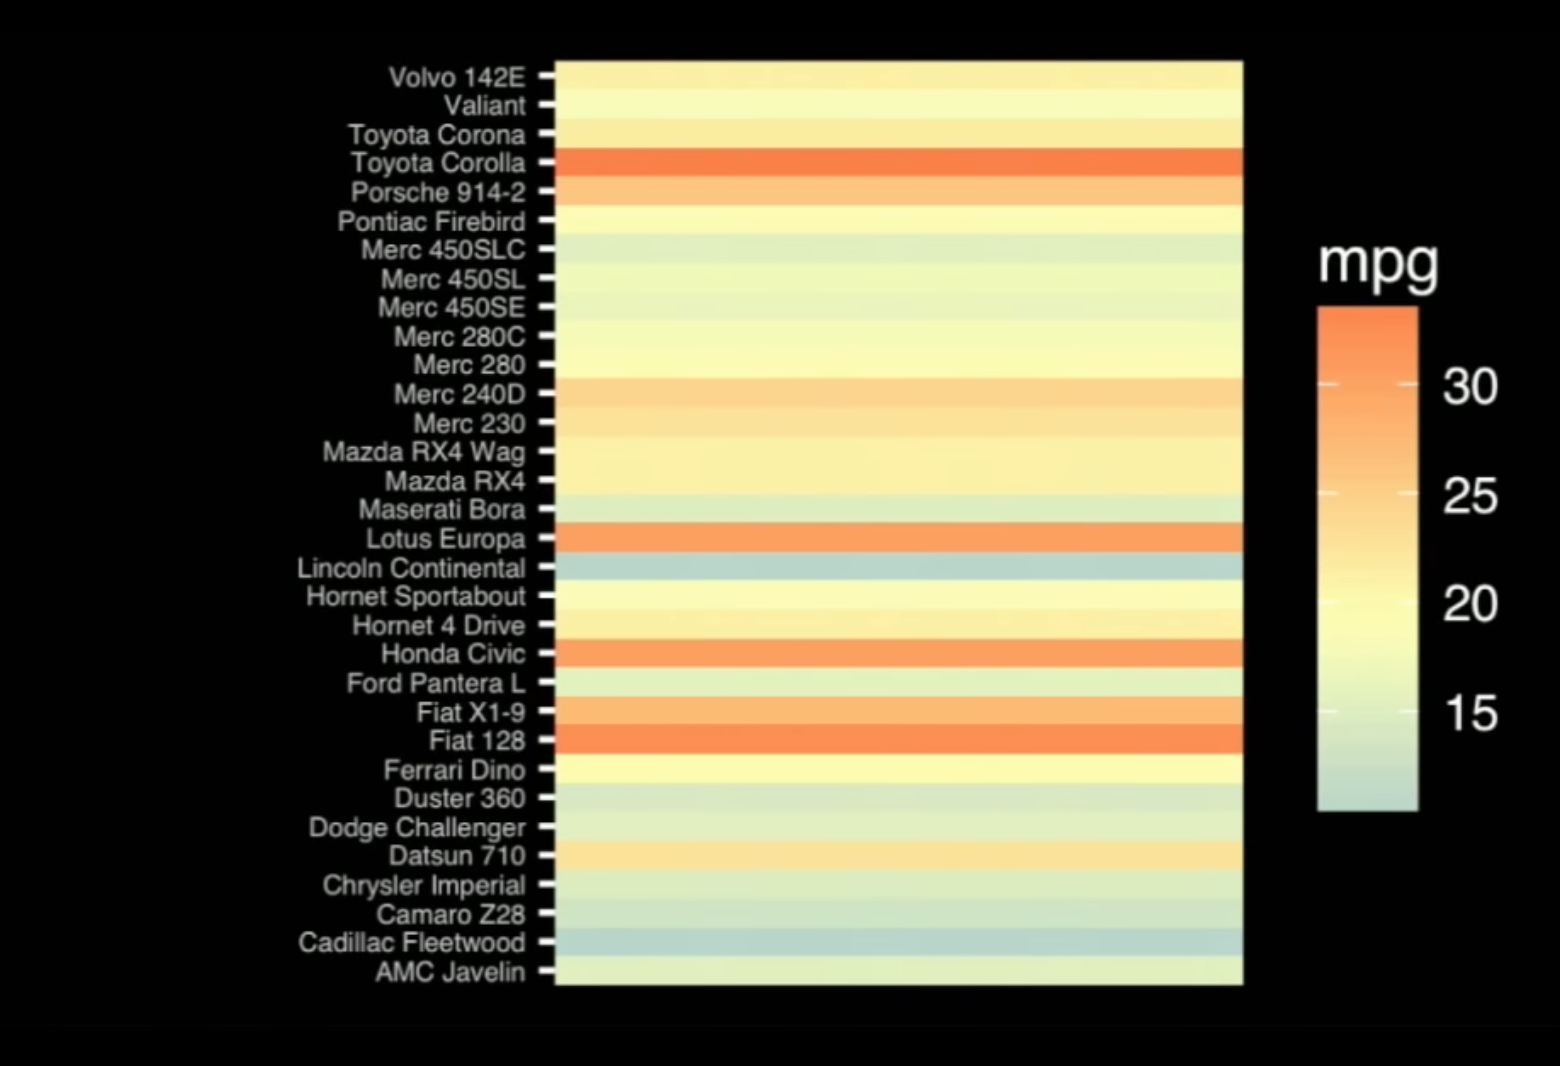 Volvo 142E
Valiant
Toyota Corona
Toyota Corolla
Porsche 914-2
Pontiac Firebird
Merc 450SLC
Merc 450SL
Merc 450SE
Merc 280C
Merc 280
Merc 240D
Merc 230
Mazda RX4 Wag
Mazda RX4
Maserati Bora
Lotus Europa
Lincoln Continental
Hornet Sportabout
Hornet 4 Drive
Honda Civic
Ford Pantera L
Fiat X1-9
Fiat 128
Ferrari Dino
Duster 360
Dodge Challenger
Datsun 710
Chrysler Imperial
Camaro Z28
Cadillac Fleetwood
AMC Javelin
mpg
30
25
20
15